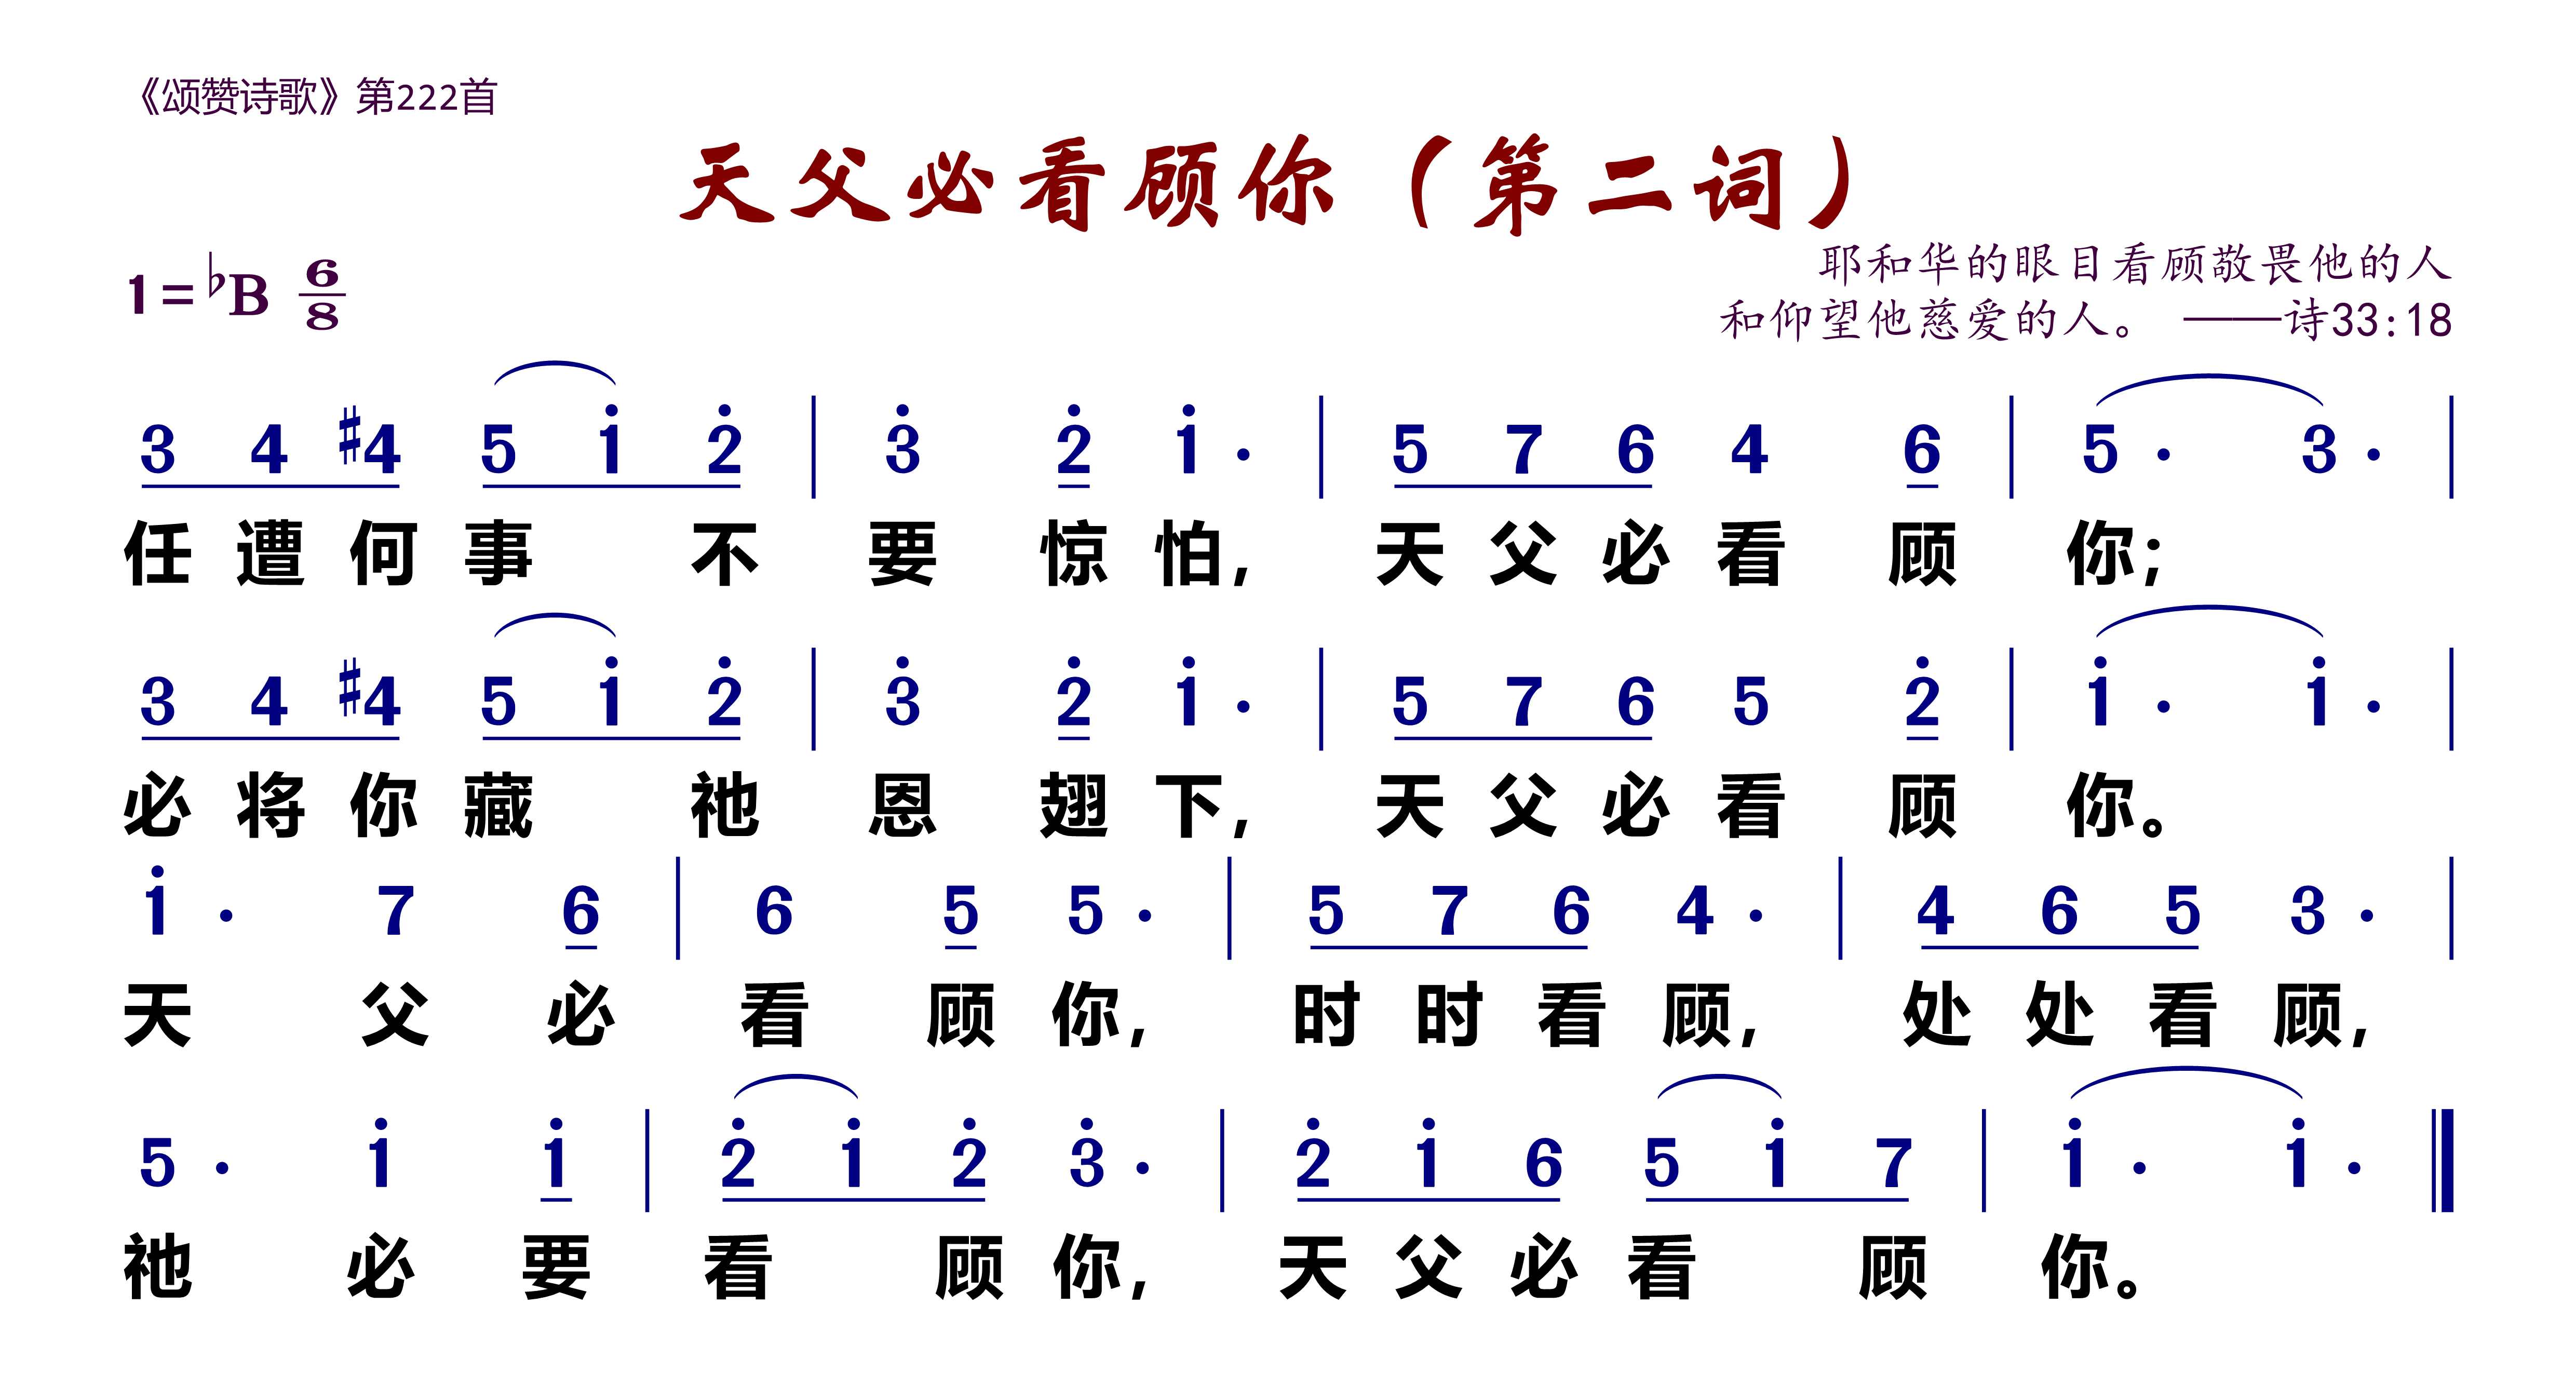 《颂赞诗歌》第222首
天父必看顾你（第二词）
1=♭B 6/8
耶和华的眼目看顾敬畏他的人
和仰望他慈爱的人。 ——诗33:18
3 4 #4 5 i 2̇ | 3̇ 2̇ i · | 5 7 6 4 6 | 5 · 3 · |
任遭何事不要惊怕，天父必看顾你；
3 4 #4 5 i 2̇ | 3̇ 2̇ i · | 5 7 6 5 2̇ | i · i · |
必将你藏祂恩翅下，天父必看顾你。
i · 7 6 | 6 5 5 · | 5 7 6 4 · | 4 6 5 3 · |
天父必看顾你，时时看顾，处处看顾，
5 · i i | 2̇ i 2̇ 3̇ · | 2̇ i 6 5 i 7 | i · i · ‖
祂必要看顾你，天父必看顾你。